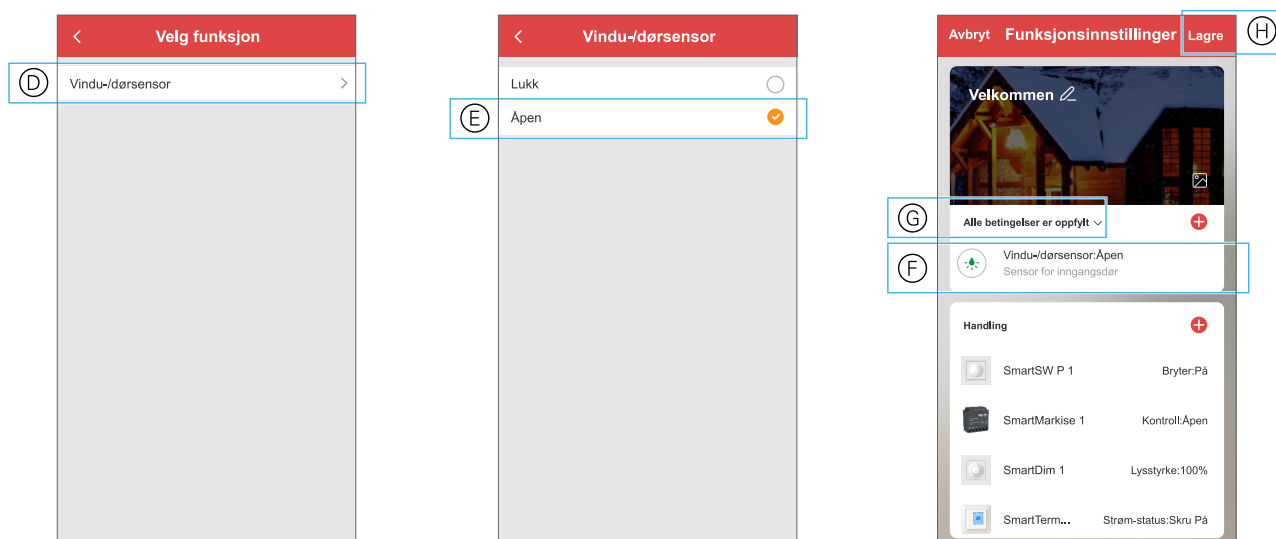 Velg funksjon
D
Vindu-/dørsensor
Vindu-/dørsensor
Lukk
E
Åpen
Avbryt Funksjonsinnstillinger Lagre
H
Velkommen
G
Alle betingelser er oppfylt
F
Vindu-/dørsensor:Åpen
Sensor for inngangsdør
Handling
SmartSW P 1 Bryter:På
SmartMarkise 1 Kontroll:Åpen
SmartDim 1 Lysstyrke:100%
SmartTerm... Strøm-status:Skru På